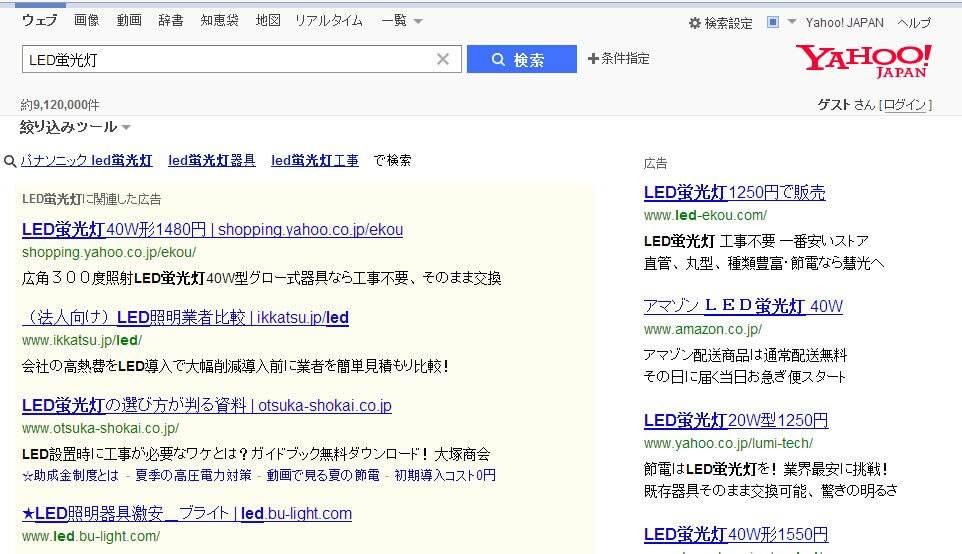 ウェブ 画像 動画 辞書 知恵袋 地図 リアルタイム 一覧
検索設定 Yahoo! JAPAN ヘルプ
LED蛍光灯
検索
+条件指定
YAHOO!
JAPAN
約9,120,000件
ゲストさん [ログイン]
絞り込みツール
パナソニック led蛍光灯 led蛍光灯器具 led蛍光灯工事 で検索
LED蛍光灯に関連した広告
LED蛍光灯40W形1480円 | shopping.yahoo.co.jp/ekou
shopping.yahoo.co.jp/ekou/
広角３００度照射LED蛍光灯40W型グロー式器具なら工事不要、そのまま交換
（法人向け）LED照明業者比較 | ikkatsu.jp/led
www.ikkatsu.jp/led/
会社の高熱費をLED導入で大幅削減導入前に業者を簡単見積もり比較！
LED蛍光灯の選び方が判る資料 | otsuka-shokai.co.jp
www.otsuka-shokai.co.jp/
LED設置時に工事が必要なワケとは？ガイドブック無料ダウンロード！大塚商会
☆助成金制度とは - 夏季の高圧電力対策 - 動画で見る夏の節電 - 初期導入コスト0円
★LED照明器具激安＿ブライト | led.bu-light.com
www.led.bu-light.com/
広告
LED蛍光灯1250円で販売
www.led-ekou.com/
LED蛍光灯 工事不要 一番安いストア
直管、丸型、種類豊富・節電なら慧光へ
アマゾン ＬＥＤ蛍光灯 40W
www.amazon.co.jp/
アマゾン配送商品は通常配送無料
その日に届く当日お急ぎ便スタート
LED蛍光灯20W型1250円
www.yahoo.co.jp/lumi-tech/
節電はLED蛍光灯を！業界最安に挑戦！
既存器具そのまま交換可能、驚きの明るさ
LED蛍光灯40W形1550円